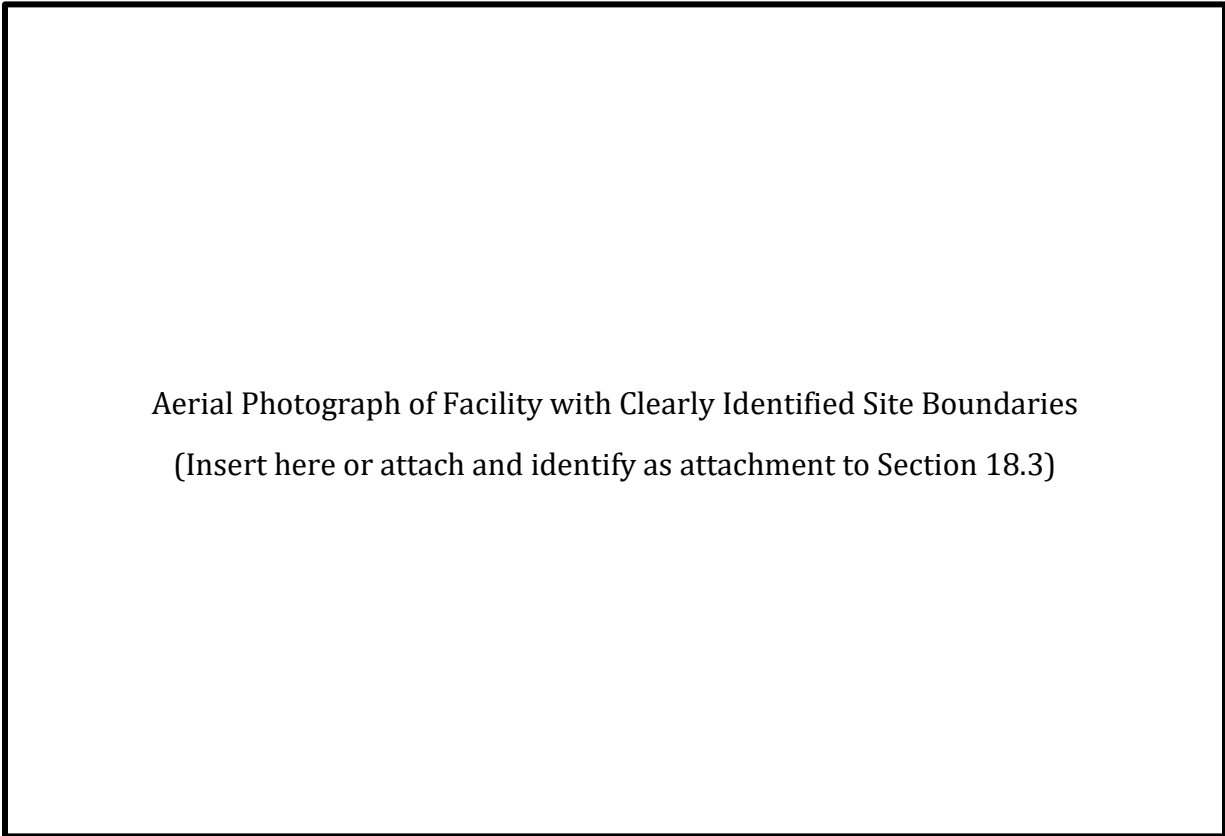 Aerial Photograph of Facility with Clearly Identified Site Boundaries
(Insert here or attach and identify as attachment to Section 18.3)